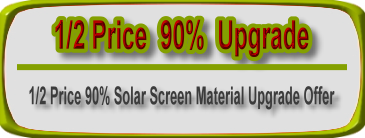 1/2 Price 90% Upgrade
1/2 Price 90% Solar Screen Material Upgrade Offer